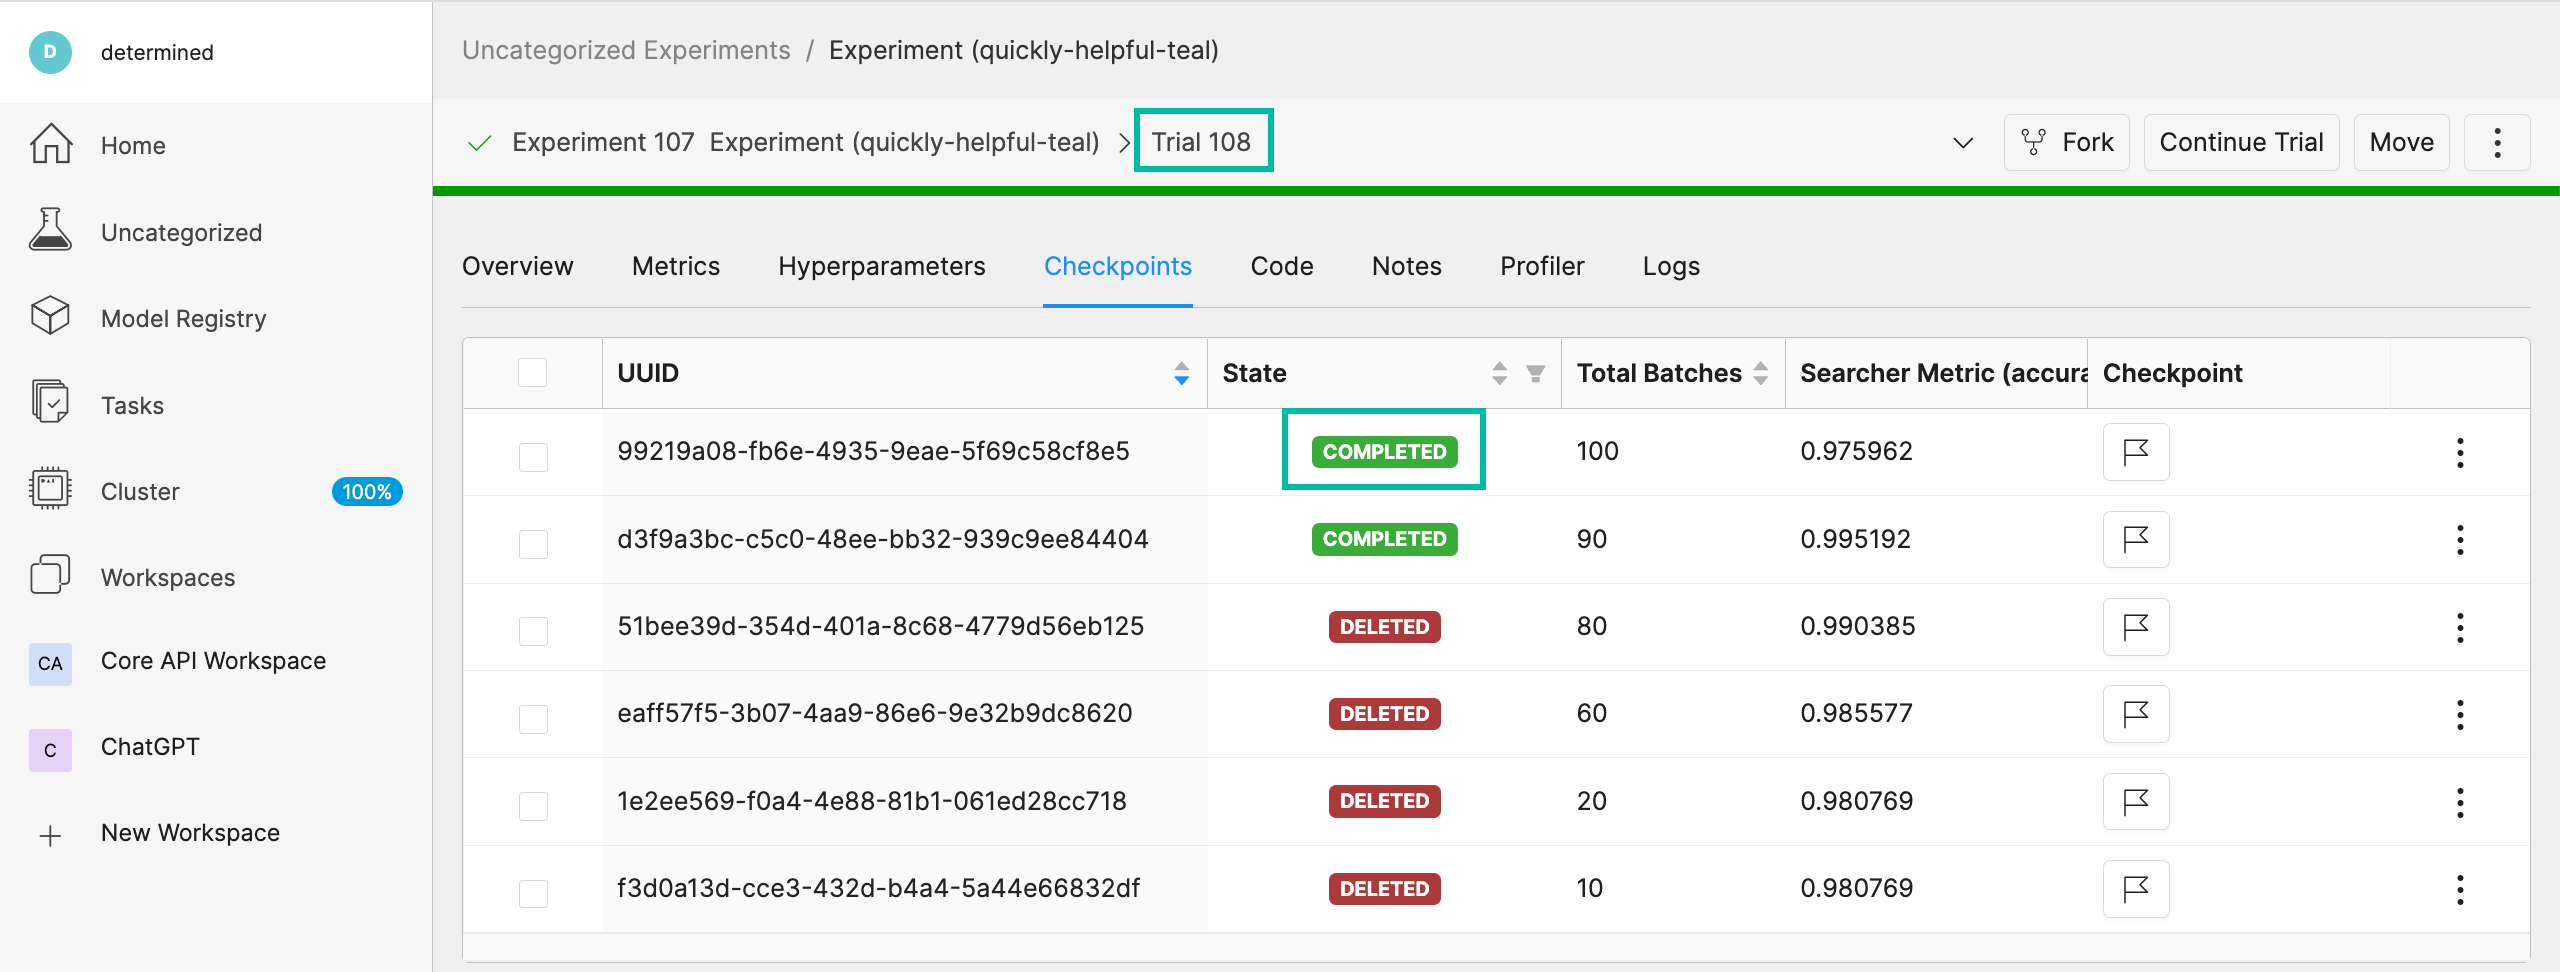 D determined
Home
Uncategorized
Model Registry
Tasks
Cluster 100%
Workspaces
CA Core API Workspace
C ChatGPT
New Workspace
Uncategorized Experiments / Experiment (quickly-helpful-teal)
Experiment 107 Experiment (quickly-helpful-teal) > Trial 108 Fork Continue Trial Move
Overview Metrics Hyperparameters Checkpoints Code Notes Profiler Logs
UUID State Total Batches Searcher Metric (accura Checkpoint
99219a08-fb6e-4935-9eae-5f69c58cf8e5 COMPLETED 100 0.975962
d3f9a3bc-c5c0-48ee-bb32-939c9ee84404 COMPLETED 90 0.995192
51bee39d-354d-401a-8c68-4779d56eb125 DELETED 80 0.990385
eaff57f5-3b07-4aa9-86e6-9e32b9dc8620 DELETED 60 0.985577
1e2ee569-f0a4-4e88-81b1-061ed28cc718 DELETED 20 0.980769
f3d0a13d-cce3-432d-b4a4-5a44e66832df DELETED 10 0.980769